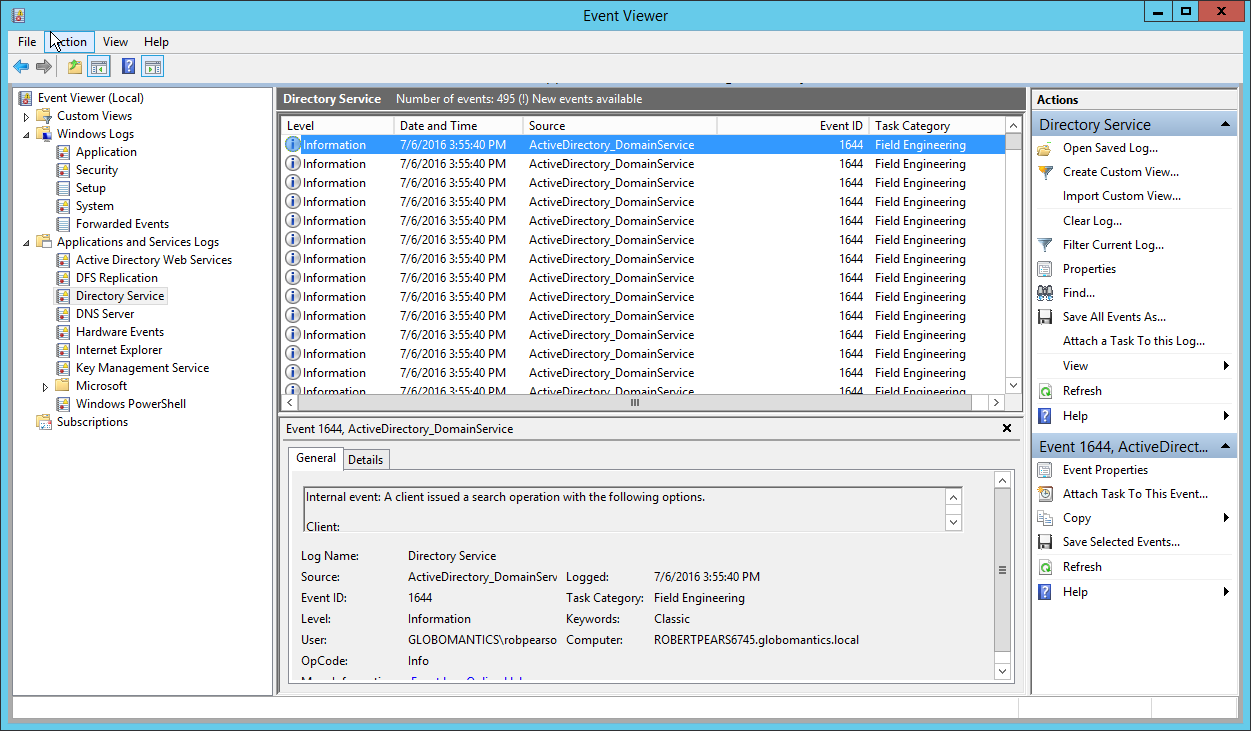 Event Viewer
File Action View Help
Event Viewer (Local)
Custom Views
Windows Logs
Application
Security
Setup
System
Forwarded Events
Applications and Services Logs
Active Directory Web Services
DFS Replication
Directory Service
DNS Server
Hardware Events
Internet Explorer
Key Management Service
Microsoft
Windows PowerShell
Subscriptions
Directory Service Number of events: 495 (!) New events available
Level Date and Time Source Event ID Task Category
Information 7/6/2016 3:55:40 PM ActiveDirectory_DomainService 1644 Field Engineering
Information 7/6/2016 3:55:40 PM ActiveDirectory_DomainService 1644 Field Engineering
Information 7/6/2016 3:55:40 PM ActiveDirectory_DomainService 1644 Field Engineering
Information 7/6/2016 3:55:40 PM ActiveDirectory_DomainService 1644 Field Engineering
Information 7/6/2016 3:55:40 PM ActiveDirectory_DomainService 1644 Field Engineering
Information 7/6/2016 3:55:40 PM ActiveDirectory_DomainService 1644 Field Engineering
Information 7/6/2016 3:55:40 PM ActiveDirectory_DomainService 1644 Field Engineering
Information 7/6/2016 3:55:40 PM ActiveDirectory_DomainService 1644 Field Engineering
Information 7/6/2016 3:55:40 PM ActiveDirectory_DomainService 1644 Field Engineering
Information 7/6/2016 3:55:40 PM ActiveDirectory_DomainService 1644 Field Engineering
Information 7/6/2016 3:55:40 PM ActiveDirectory_DomainService 1644 Field Engineering
Information 7/6/2016 3:55:40 PM ActiveDirectory_DomainService 1644 Field Engineering
Information 7/6/2016 3:55:40 PM ActiveDirectory_DomainService 1644 Field Engineering
Information 7/6/2016 3:55:40 PM ActiveDirectory_DomainService 1644 Field Engineering
Event 1644, ActiveDirectory_DomainService
General Details
Internal event: A client issued a search operation with the following options.
Client:
Log Name: Directory Service
Source: ActiveDirectory_DomainServ Logged: 7/6/2016 3:55:40 PM
Event ID: 1644 Task Category: Field Engineering
Level: Information Keywords: Classic
User: GLOBOMANTICS\robpearso Computer: ROBERTPEARS6745.globomantics.local
OpCode: Info
Actions
Directory Service
Open Saved Log...
Create Custom View...
Import Custom View...
Clear Log...
Filter Current Log...
Properties
Find...
Save All Events As...
Attach a Task To this Log...
View
Refresh
Help
Event 1644, ActiveDirect...
Event Properties
Attach Task To This Event...
Copy
Save Selected Events...
Refresh
Help